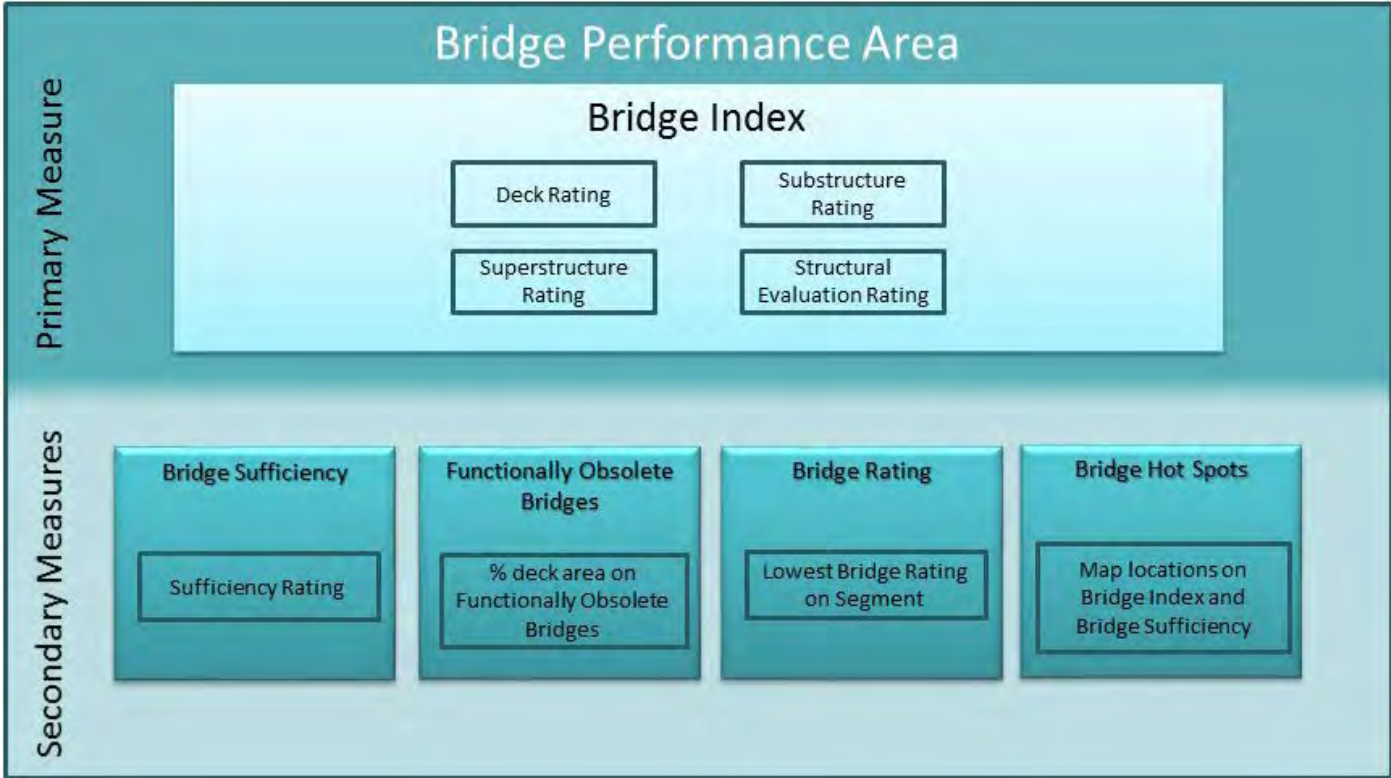 Bridge Performance Area
Primary Measure
Bridge Index
Deck Rating
Substructure
Rating
Superstructure
Rating
Structural
Evaluation Rating
Secondary Measures
Bridge Sufficiency
Sufficiency Rating
Functionally Obsolete
Bridges
% deck area on
Functionally Obsolete
Bridges
Bridge Rating
Lowest Bridge Rating
on Segment
Bridge Hot Spots
Map locations on
Bridge Index and
Bridge Sufficiency